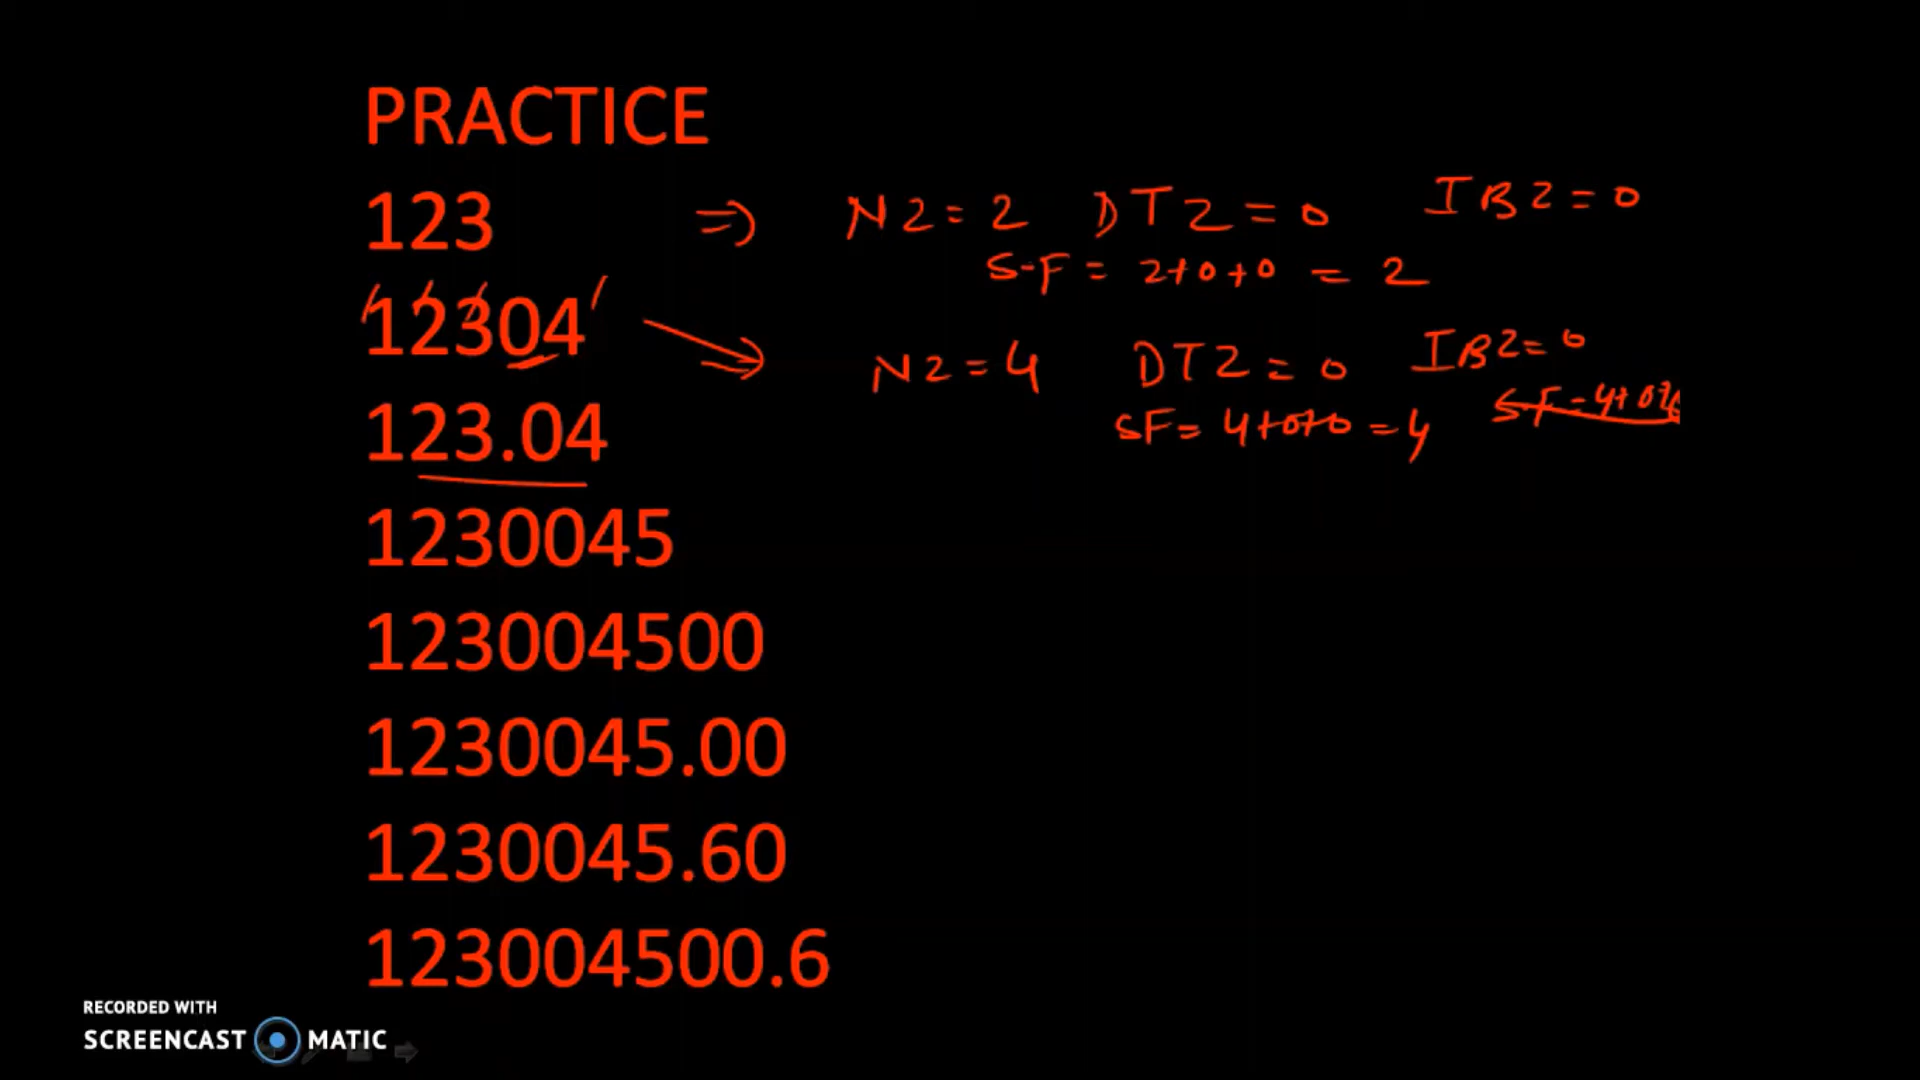 PRACTICE
123 => NZ = 2 DTZ = 0 IBZ = 0
S.F = 2+0+0 = 2
12304 => NZ = 4 DTZ = 0 IBZ = 0
SF = 4+0+0 = 4
123.04
1230045
123004500
1230045.00
1230045.60
123004500.6
RECORDED WITH
SCREENCAST MATIC